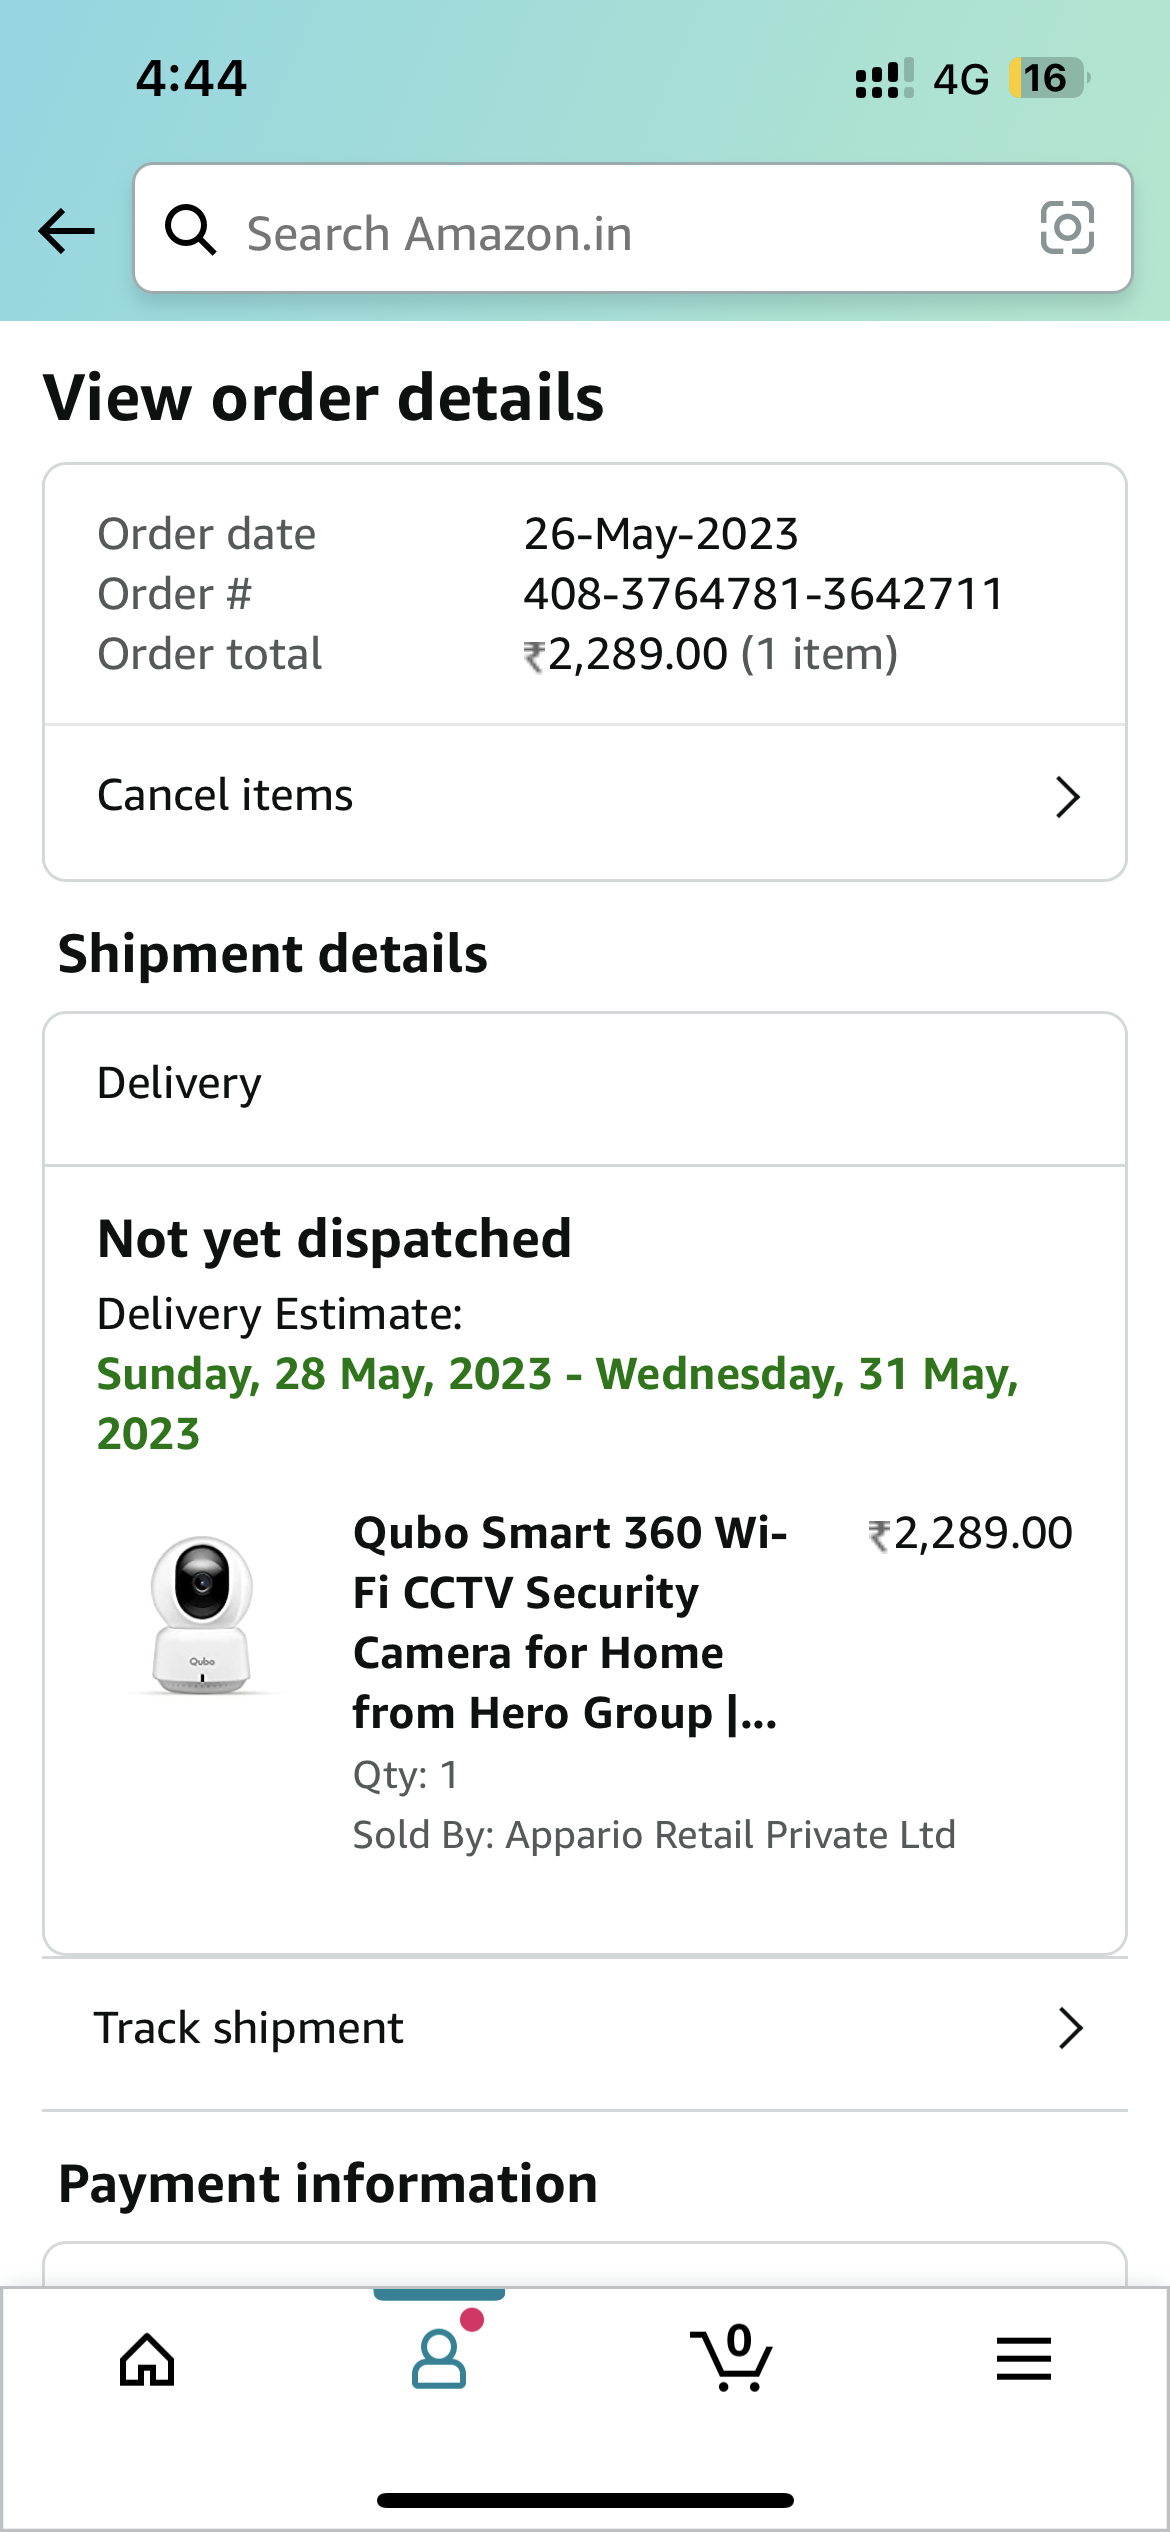 4:44
4G
16
Search Amazon.in
View order details
Order date 26-May-2023
Order # 408-3764781-3642711
Order total ₹2,289.00 (1 item)
Cancel items
Shipment details
Delivery
Not yet dispatched
Delivery Estimate:
Sunday, 28 May, 2023 - Wednesday, 31 May,
2023
Qubo
Qubo Smart 360 Wi- ₹2,289.00
Fi CCTV Security
Camera for Home
from Hero Group |...
Qty: 1
Sold By: Appario Retail Private Ltd
Track shipment
Payment information
0